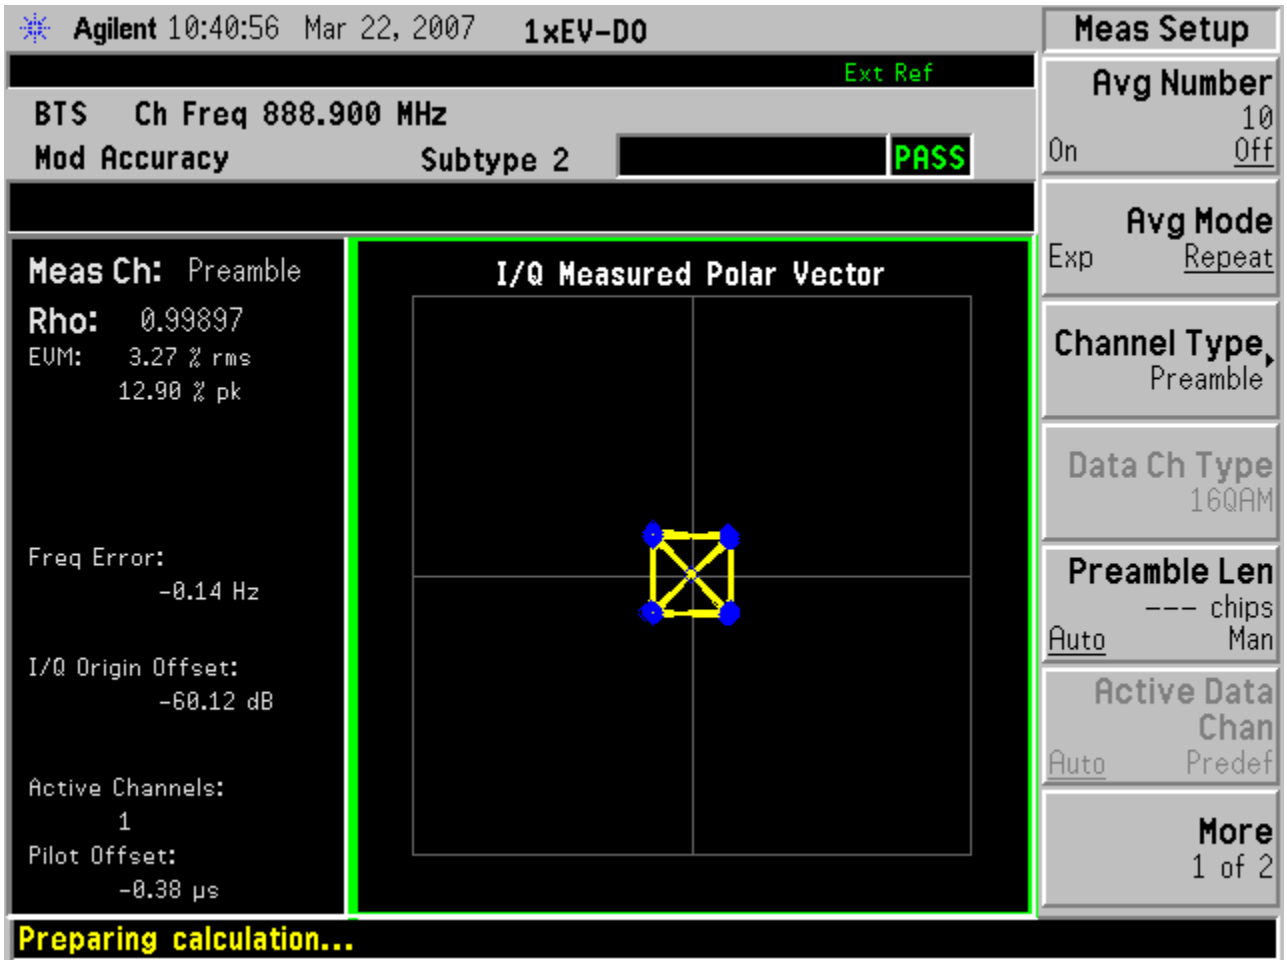 Agilent 10:40:56 Mar 22, 2007 1xEV-DO
Ext Ref
BTS Ch Freq 888.900 MHz
Mod Accuracy Subtype 2 PASS
Meas Ch: Preamble
Rho: 0.99897
EVM: 3.27 % rms
12.90 % pk
Freq Error:
-0.14 Hz
I/Q Origin Offset:
-60.12 dB
Active Channels:
1
Pilot Offset:
-0.38 µs
I/Q Measured Polar Vector
Meas Setup
Avg Number
10
On Off
Avg Mode
Exp Repeat
Channel Type
Preamble
Data Ch Type
16QAM
Preamble Len
--- chips
Auto Man
Active Data
Chan
Auto Predef
More
1 of 2
Preparing calculation...